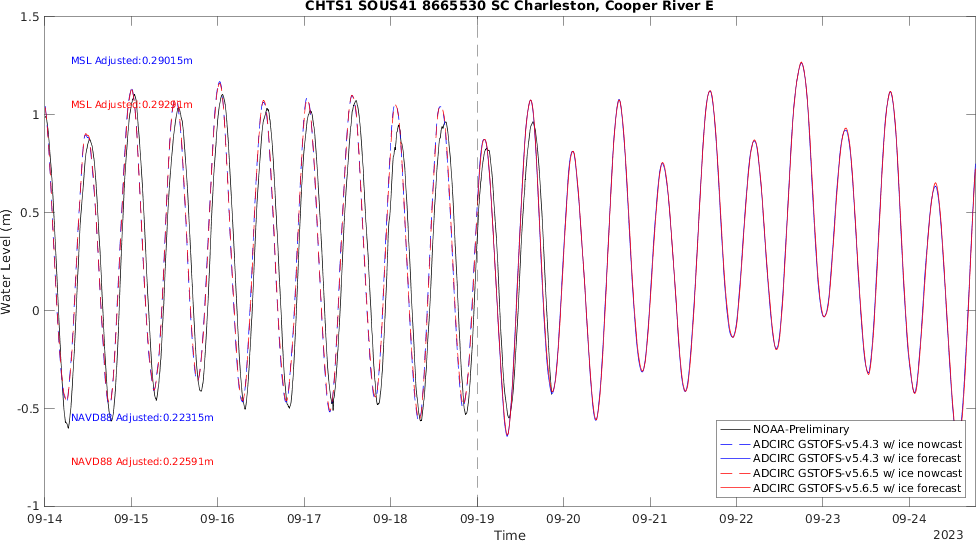 CHTS1 SOUS41 8665530 SC Charleston, Cooper River E
1.5
MSL Adjusted:0.29015m
MSL Adjusted:0.29291m
1
0.5
Water Level (m)
0
-0.5
NAVD88 Adjusted:0.22315m
NAVD88 Adjusted:0.22591m
NOAA-Preliminary
ADCIRC GSTOFS-v5.4.3 w/ ice nowcast
ADCIRC GSTOFS-v5.4.3 w/ ice forecast
ADCIRC GSTOFS-v5.6.5 w/ ice nowcast
ADCIRC GSTOFS-v5.6.5 w/ ice forecast
-1
09-14 09-15 09-16 09-17 09-18 09-19 09-20 09-21 09-22 09-23 09-24
Time
2023